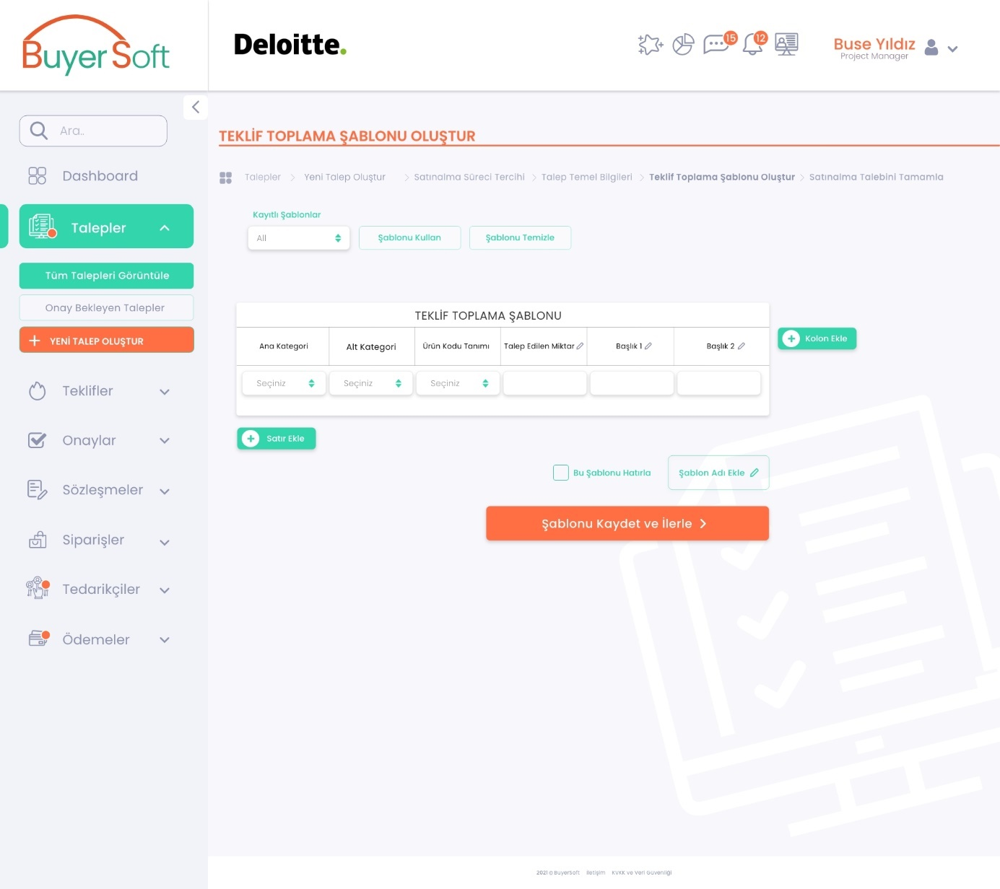 Buyer Soft
Deloitte.
15
12
Buse Yıldız
Project Manager
Ara..
Dashboard
Talepler
Tüm Talepleri Görüntüle
Onay Bekleyen Talepler
YENİ TALEP OLUŞTUR
Teklifler
Onaylar
Sözleşmeler
Siparişler
Tedarikçiler
Ödemeler
TEKLİF TOPLAMA ŞABLONU OLUŞTUR
Talepler > Yeni Talep Oluştur > Satınalma Süreci Tercihi > Talep Temel Bilgileri > Teklif Toplama Şablonu Oluştur > Satınalma Talebini Tamamla
Kayıtlı Şablonlar
All
Şablonu Kullan
Şablonu Temizle
TEKLİF TOPLAMA ŞABLONU
Ana Kategori Alt Kategori Ürün Kodu Tanımı Talep Edilen Miktar Başlık 1 Başlık 2
Kolon Ekle
Seçiniz Seçiniz Seçiniz
Satır Ekle
Bu Şablonu Hatırla
Şablon Adı Ekle
Şablonu Kaydet ve İlerle
2021 © BuyerSoft İletişim KVKK ve Veri Güvenliği